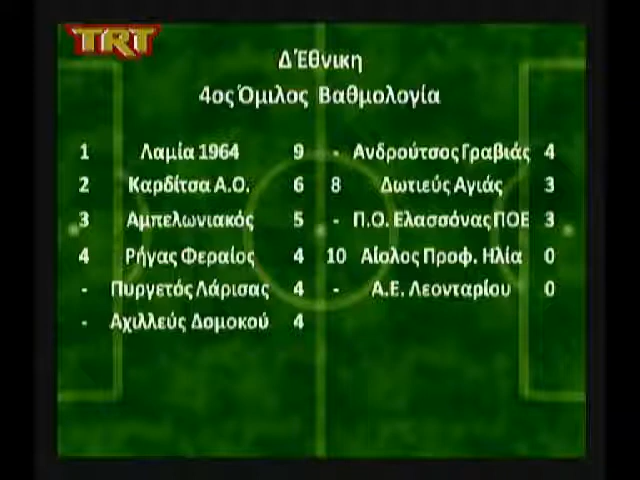 TRT
Δ΄Έθνικη
4ος Όμιλος Βαθμολογία
1 Λαμία 1964 9
2 Καρδίτσα Α.Ο. 6
3 Αμπελωνιακός 5
4 Ρήγας Φεραίος 4
- Πυργετός Λάρισας 4
- Αχιλλεύς Δομοκού 4
- Ανδρούτσος Γραβιάς 4
8 Δωτιεύς Αγιάς 3
- Π.Ο. Ελασσόνας ΠΟΕ 3
10 Αίολος Προφ. Ηλία 0
- Α.Ε. Λεονταρίου 0